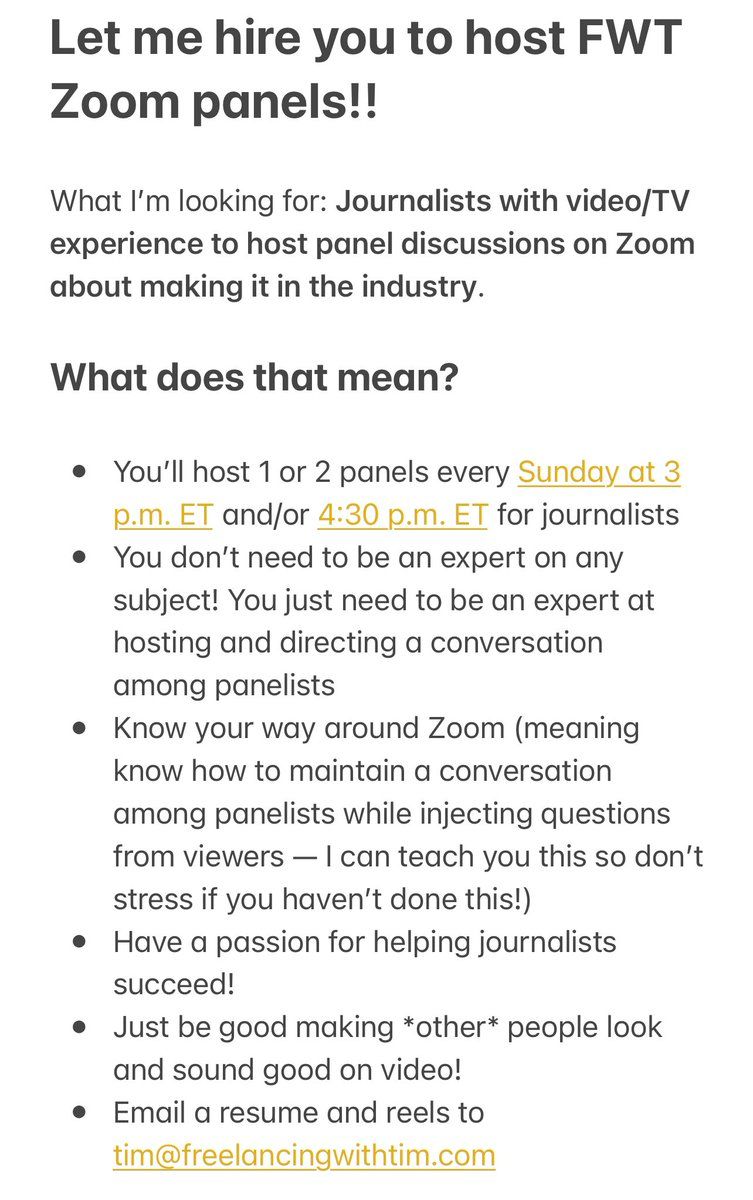 Let me hire you to host FWT
Zoom panels!!
What I’m looking for: Journalists with video/TV
experience to host panel discussions on Zoom
about making it in the industry.
What does that mean?
• You’ll host 1 or 2 panels every Sunday at 3
p.m. ET and/or 4:30 p.m. ET for journalists
• You don’t need to be an expert on any
subject! You just need to be an expert at
hosting and directing a conversation
among panelists
• Know your way around Zoom (meaning
know how to maintain a conversation
among panelists while injecting questions
from viewers — I can teach you this so don’t
stress if you haven’t done this!)
• Have a passion for helping journalists
succeed!
• Just be good making *other* people look
and sound good on video!
• Email a resume and reels to
tim@freelancingwithtim.com